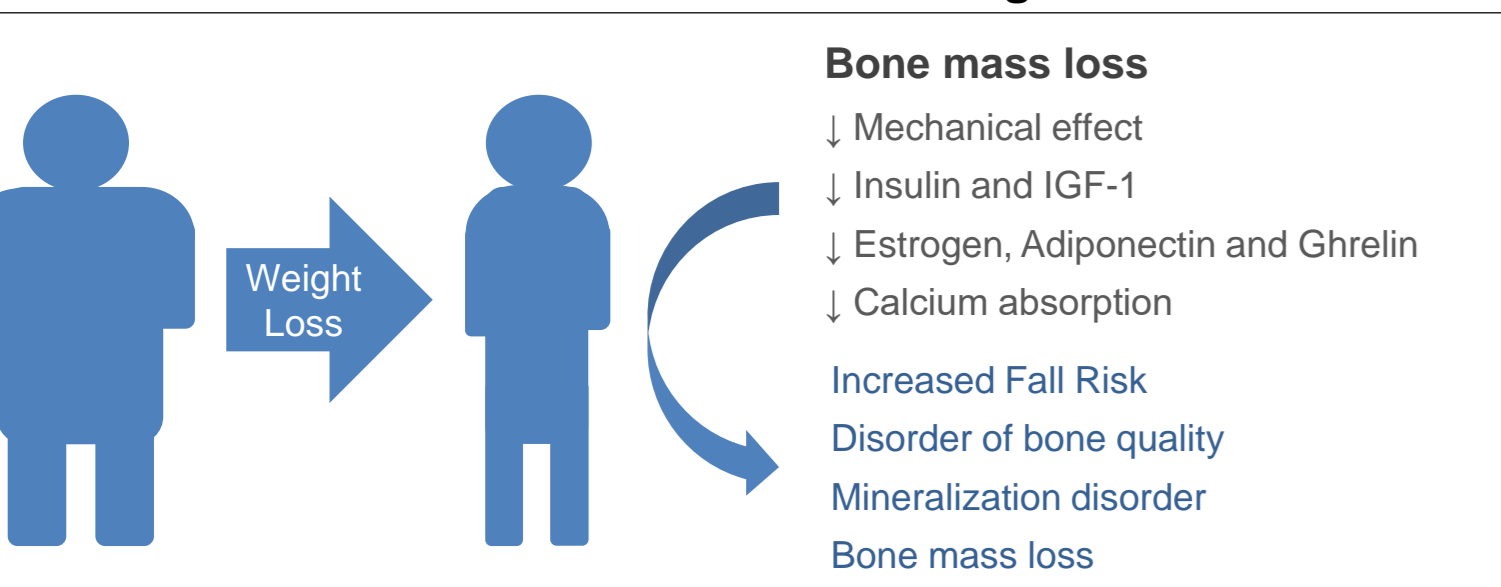 Weight
Loss
Bone mass loss
↓ Mechanical effect
↓ Insulin and IGF-1
↓ Estrogen, Adiponectin and Ghrelin
↓ Calcium absorption
Increased Fall Risk
Disorder of bone quality
Mineralization disorder
Bone mass loss